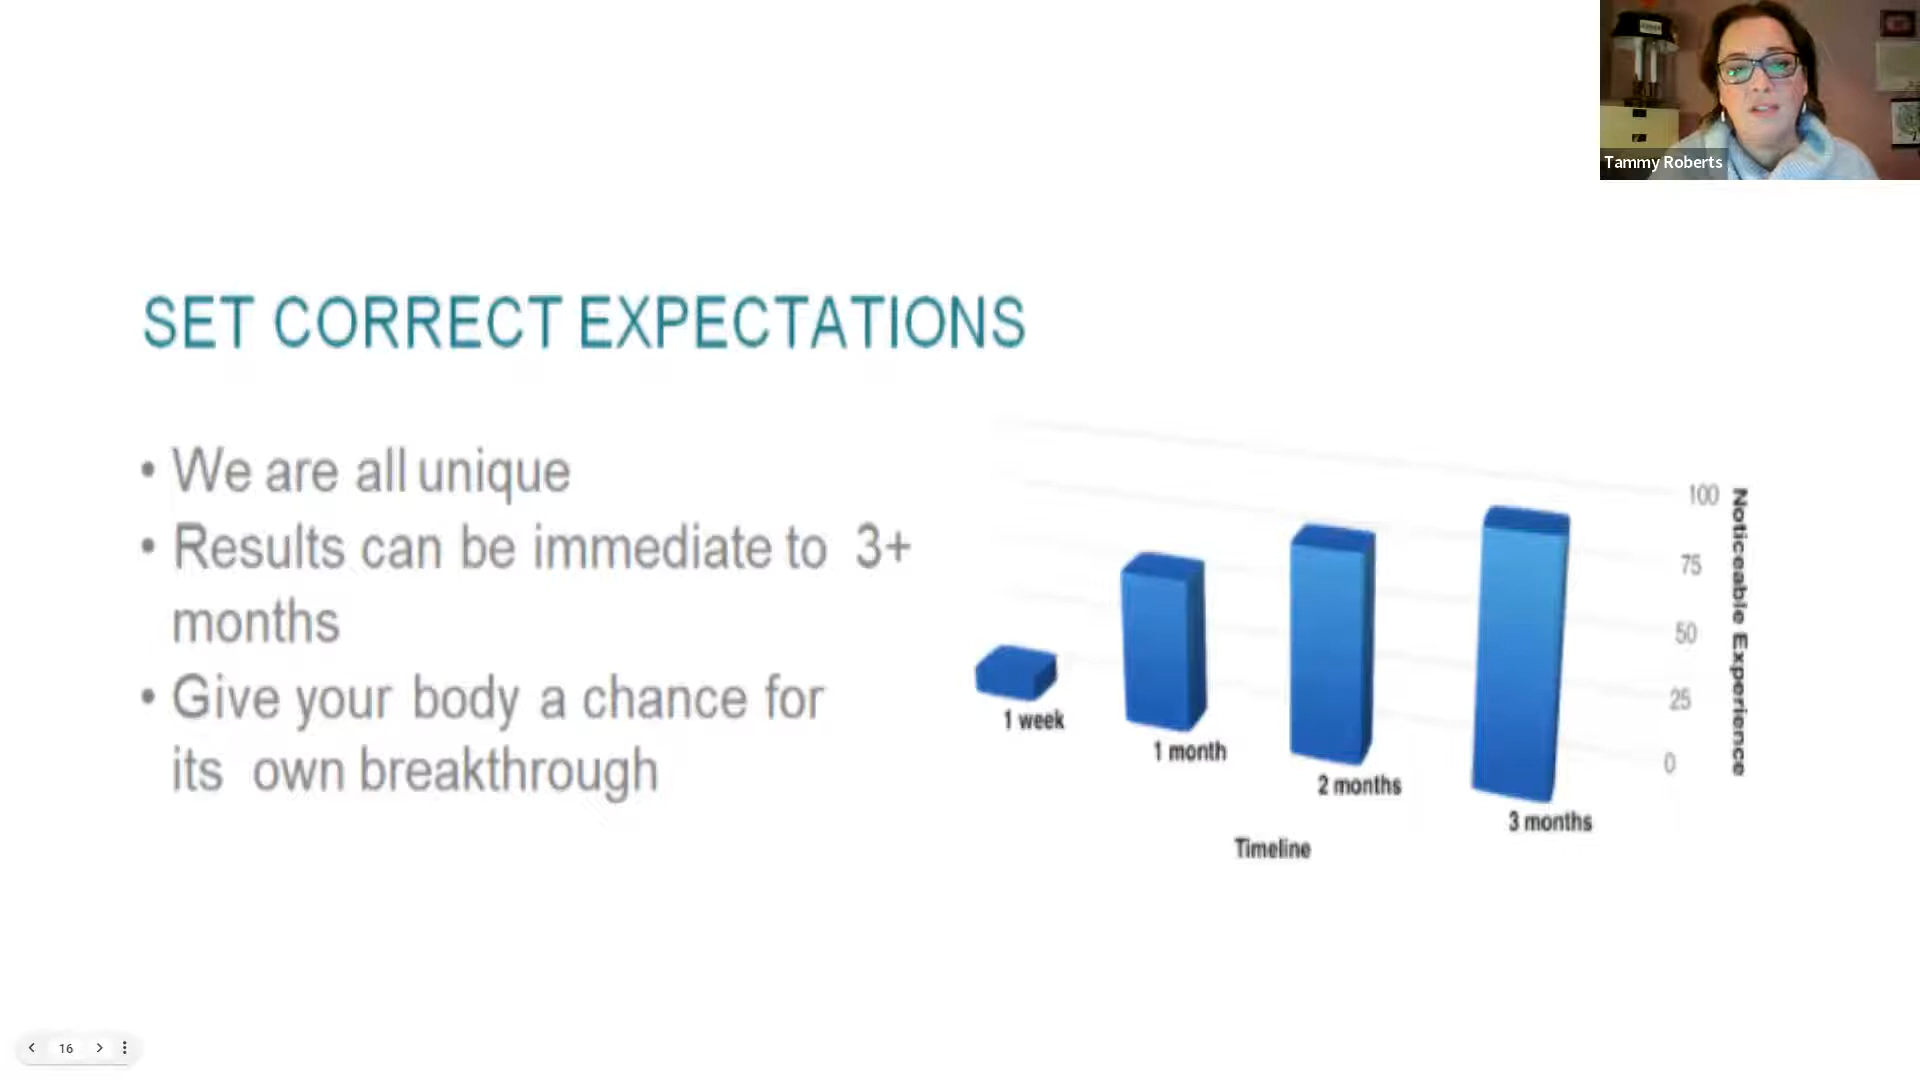 Tammy Roberts
SET CORRECT EXPECTATIONS
• We are all unique
• Results can be immediate to 3+
months
• Give your body a chance for
its own breakthrough
100
75
50
25
0
Noticeable Experience
1 week
1 month
2 months
3 months
Timeline
16